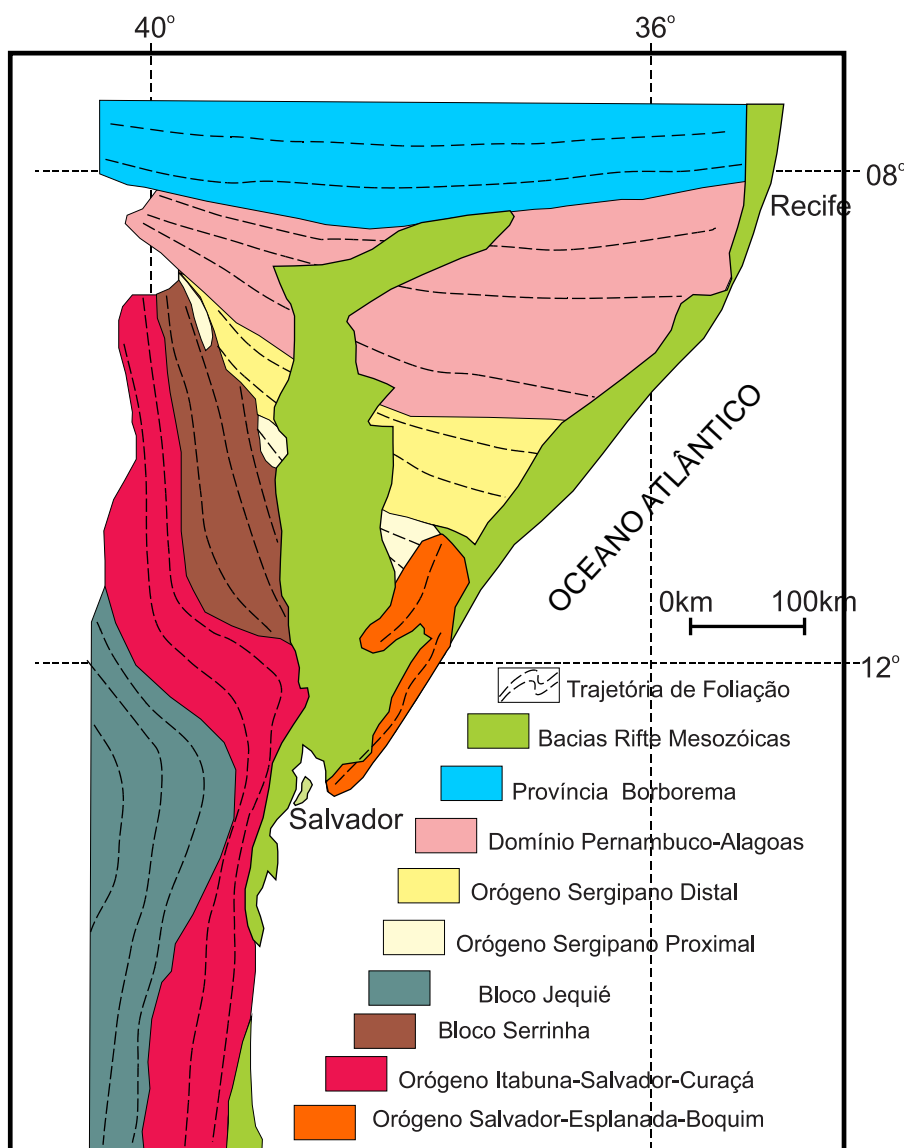 40°
36°
08°
Recife
OCEANO ATLÂNTICO
0km 100km
12°
Trajetória de Foliação
Bacias Rifte Mesozóicas
Província Borborema
Domínio Pernambuco-Alagoas
Salvador
Orógeno Sergipano Distal
Orógeno Sergipano Proximal
Bloco Jequié
Bloco Serrinha
Orógeno Itabuna-Salvador-Curaçá
Orógeno Salvador-Esplanada-Boquim